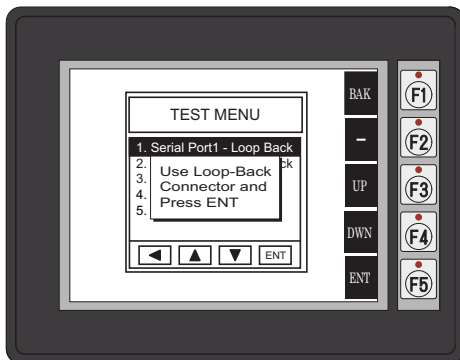 TEST MENU
1. Serial Port1 - Loop Back
2. ck
3.
4.
5.
Use Loop-Back
Connector and
Press ENT
ENT
BAK
–
UP
DWN
ENT
F1
F2
F3
F4
F5